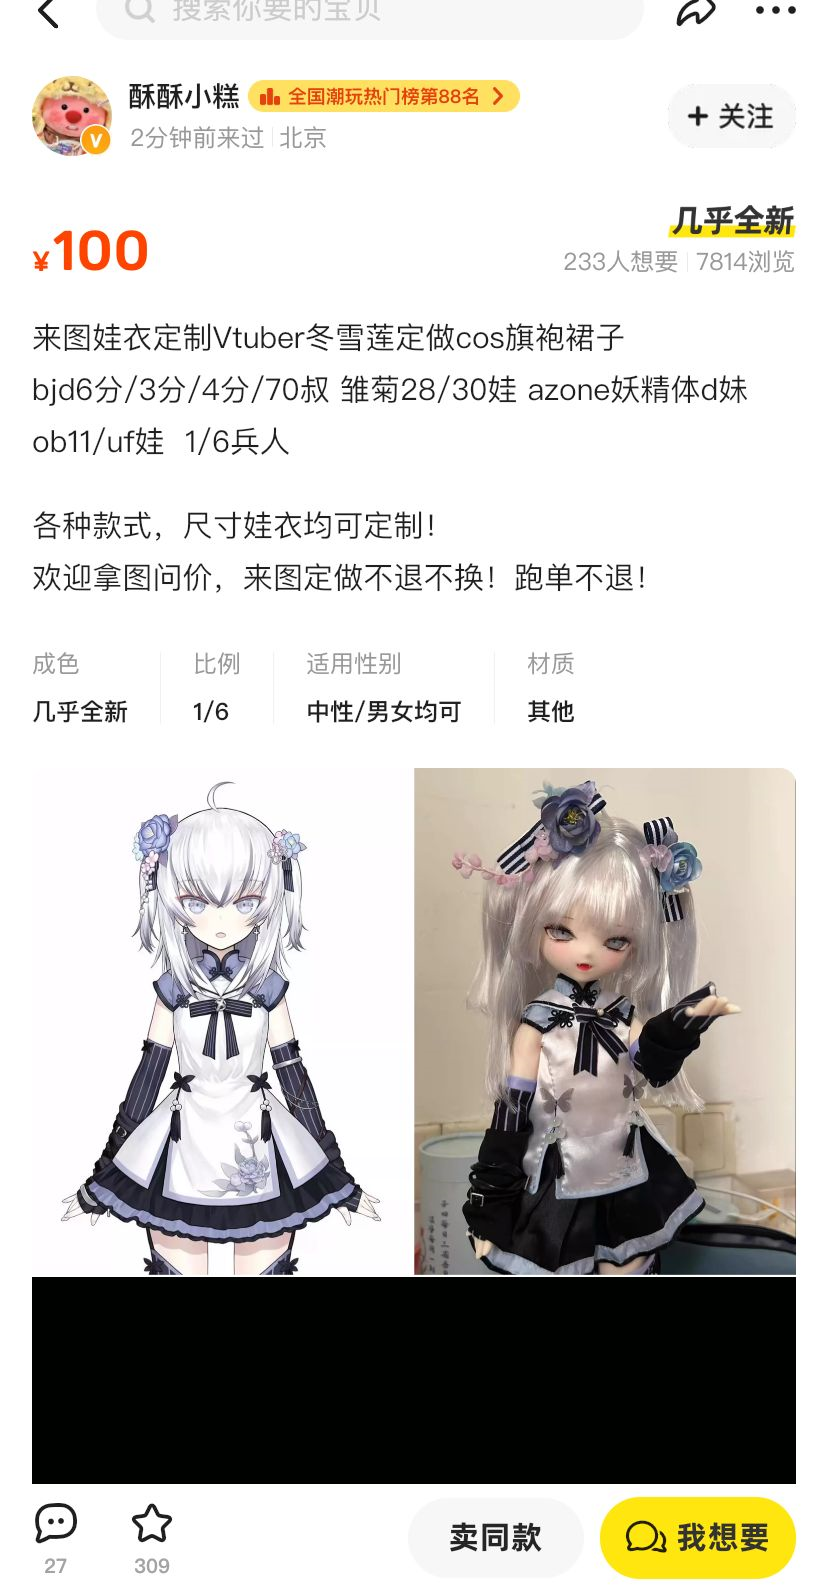 搜索你要的宝贝
酥酥小糕 全国潮玩热门榜第88名
2分钟前来过 北京
+ 关注
几乎全新
¥100
233人想要 7814浏览
来图娃衣定制Vtuber冬雪莲定做cos旗袍裙子
bjd6分/3分/4分/70叔 雏菊28/30娃 azone妖精体d妹
ob11/uf娃 1/6兵人
各种款式，尺寸娃衣均可定制！
欢迎拿图问价，来图定做不退不换！跑单不退！
成色 比例 适用性别 材质
几乎全新 1/6 中性/男女均可 其他
27 309 卖同款 我想要